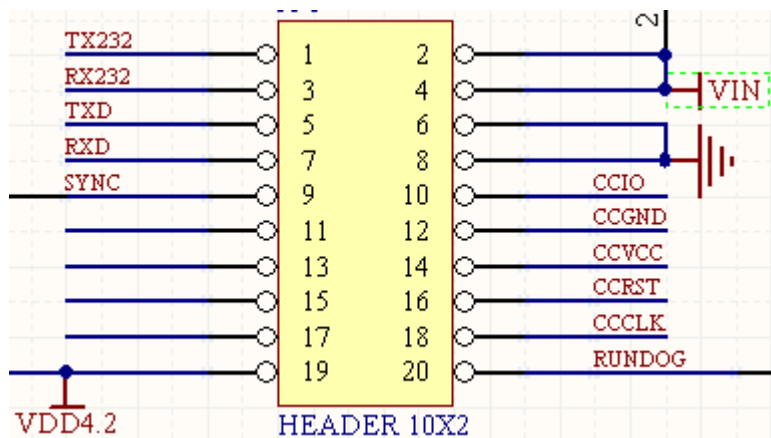 2
TX232
1 2
RX232
3 4 VIN
TXD
5 6
RXD
7 8
SYNC CCIO
9 10
CCGND
11 12
CCVCC
13 14
CCRST
15 16
CCCLK
17 18
RUNDOG
19 20
VDD4.2 HEADER 10X2